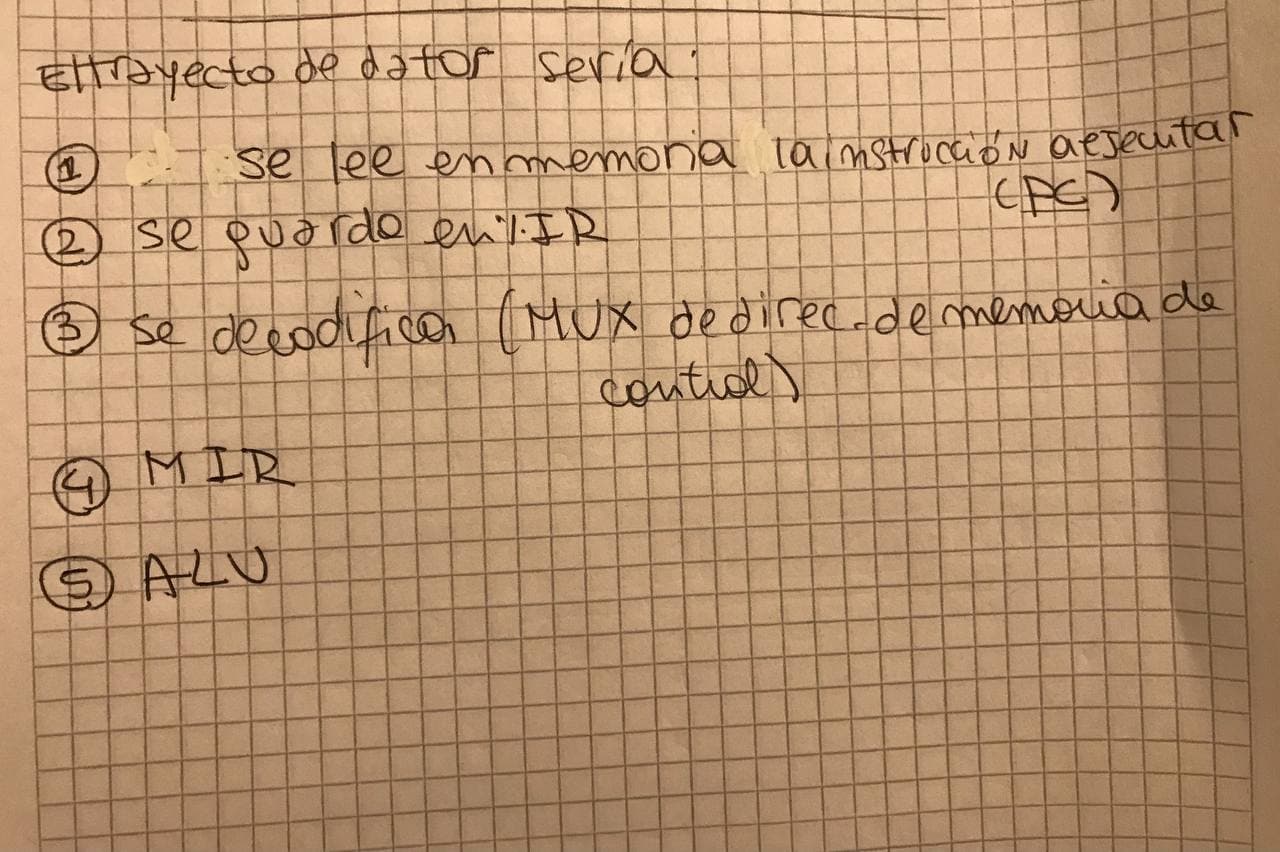 El trayecto de datos sería:
① se lee en memoria la instrucción a ejecutar
(PC)
② se guarda en %IR
③ se decodifica (MUX de direc. de memoria de
control)
④ MIR
⑤ ALU